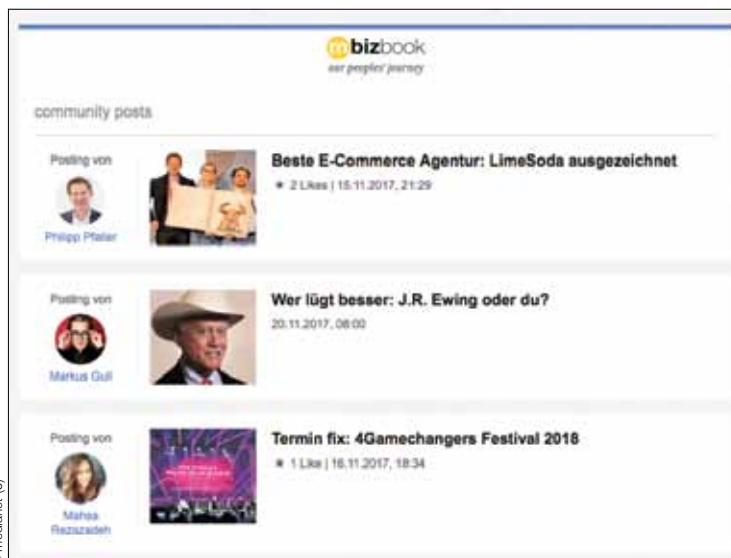 mbizbook
our peoples' journey
community posts
Posting von
Philipp Pfaller
Beste E-Commerce Agentur: LimeSoda ausgezeichnet
★ 2 Likes | 15.11.2017, 21:29
Posting von
Markus Gull
Wer lügt besser: J.R. Ewing oder du?
20.11.2017, 08:00
Posting von
Mahsa
Termin fix: 4Gamechangers Festival 2018
★ 1 Like | 16.11.2017, 18:34